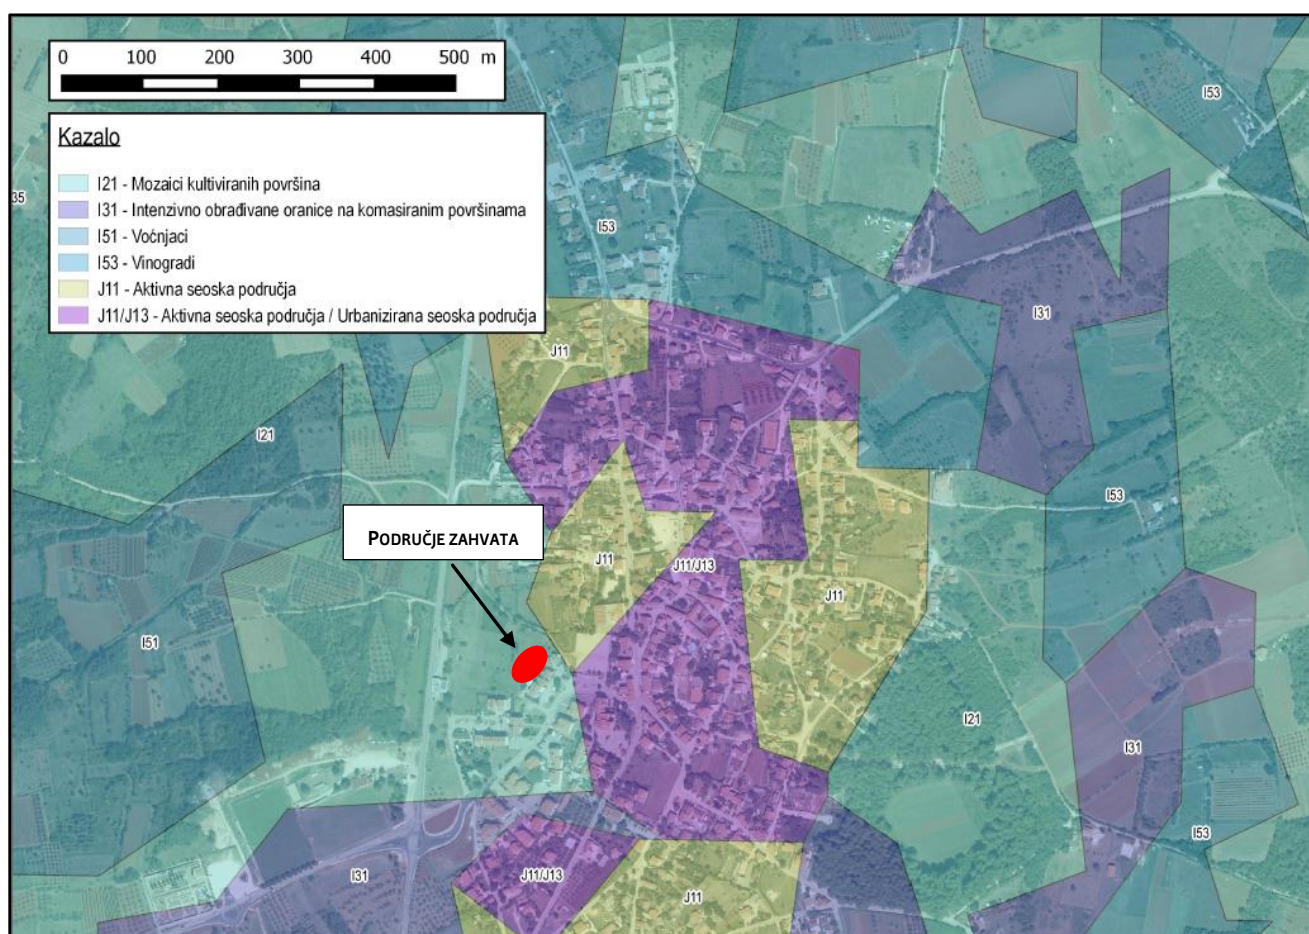 0 100 200 300 400 500 m
Kazalo
I21 - Mozaici kultiviranih površina
I31 - Intenzivno obrađivane oranice na komasiranim površinama
I51 - Voćnjaci
I53 - Vinogradi
J11 - Aktivna seoska područja
J11/J13 - Aktivna seoska područja / Urbanizirana seoska područja
I53
35
I53
I31
J11
I21
I53
PODRUČJE ZAHVATA
J11
J11/J13
J11
I51
I21
I31
I53
I31
J11/J13
J11